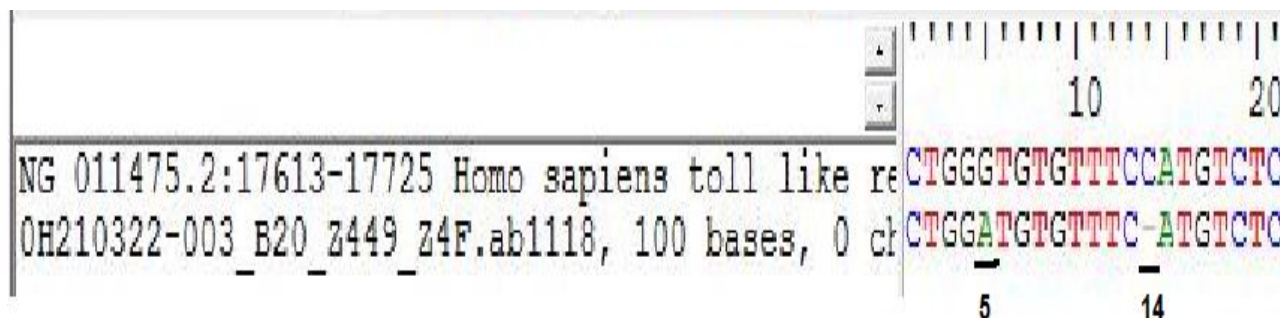 10 20
NG 011475.2:17613-17725 Homo sapiens toll like re CTGGGTGTGTTTCCATGTCTC
OH210322-003_B20_Z449_Z4F.ab1118, 100 bases, 0 ch CTGGATGTGTTTC-ATGTCTC
5 14